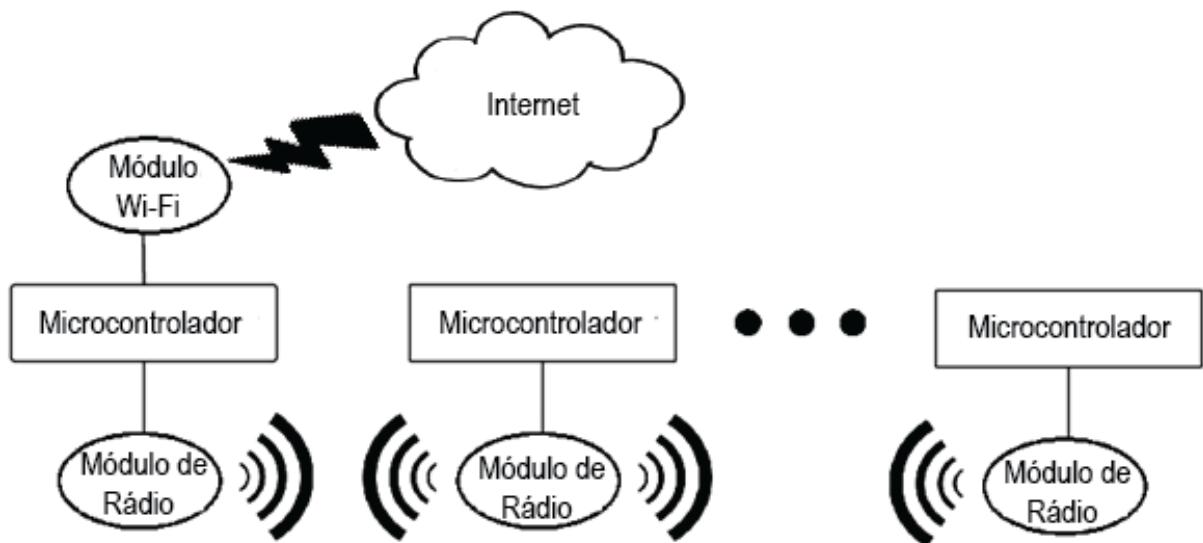 Internet
Módulo
Wi-Fi
Microcontrolador
Microcontrolador
Microcontrolador
Módulo de
Rádio
Módulo de
Rádio
Módulo de
Rádio